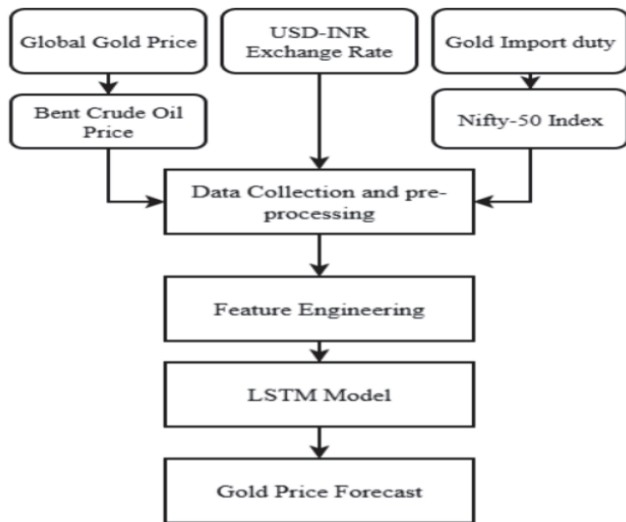 Global Gold Price
USD-INR
Exchange Rate
Gold Import duty
Bent Crude Oil
Price
Nifty-50 Index
Data Collection and pre-
processing
Feature Engineering
LSTM Model
Gold Price Forecast